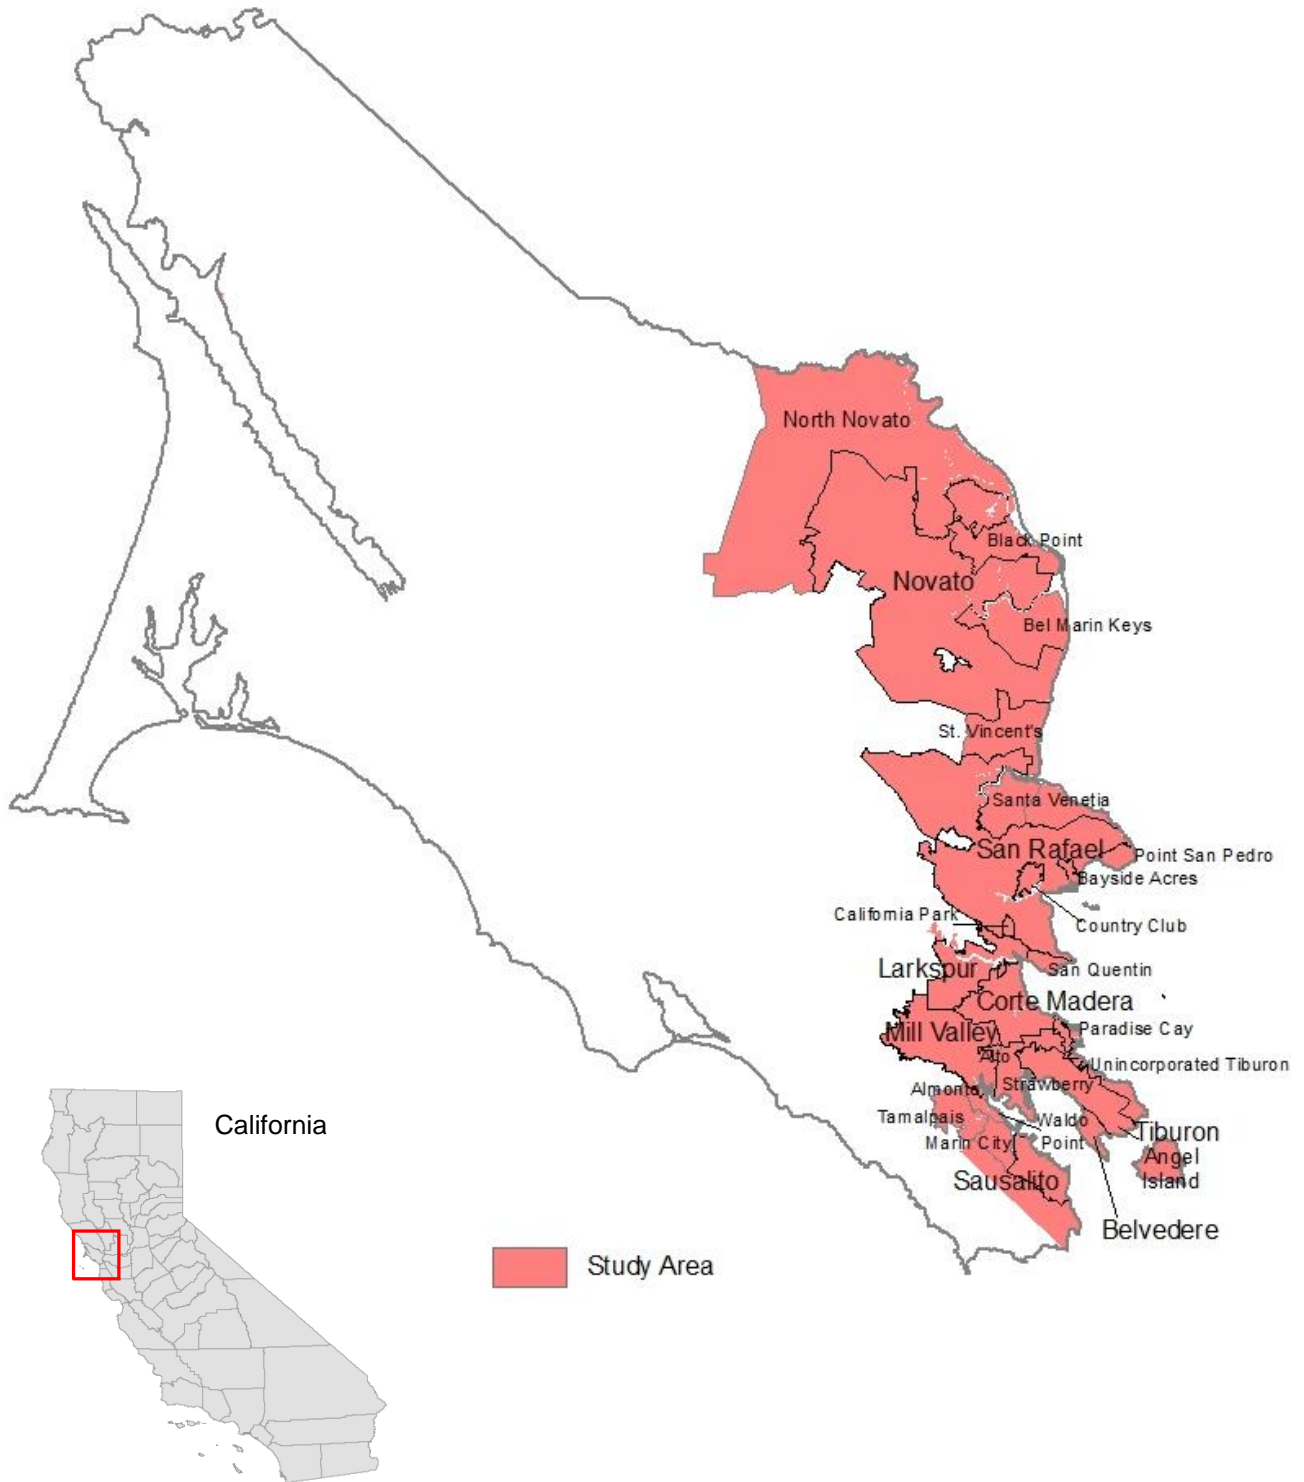 North Novato
Black Point
Novato
Bel Marin Keys
St. Vincent's
Santa Venetia
San Rafael
Point San Pedro
Bayside Acres
California Park
Country Club
Larkspur
San Quentin
Corte Madera
Mill Valley
Paradise Cay
Alto
Unincorporated Tiburon
Almonte
Strawberry
Tamalpais
Waldo
Point
Marin City
Tiburon
Angel
Island
Sausalito
Belvedere
California
Study Area